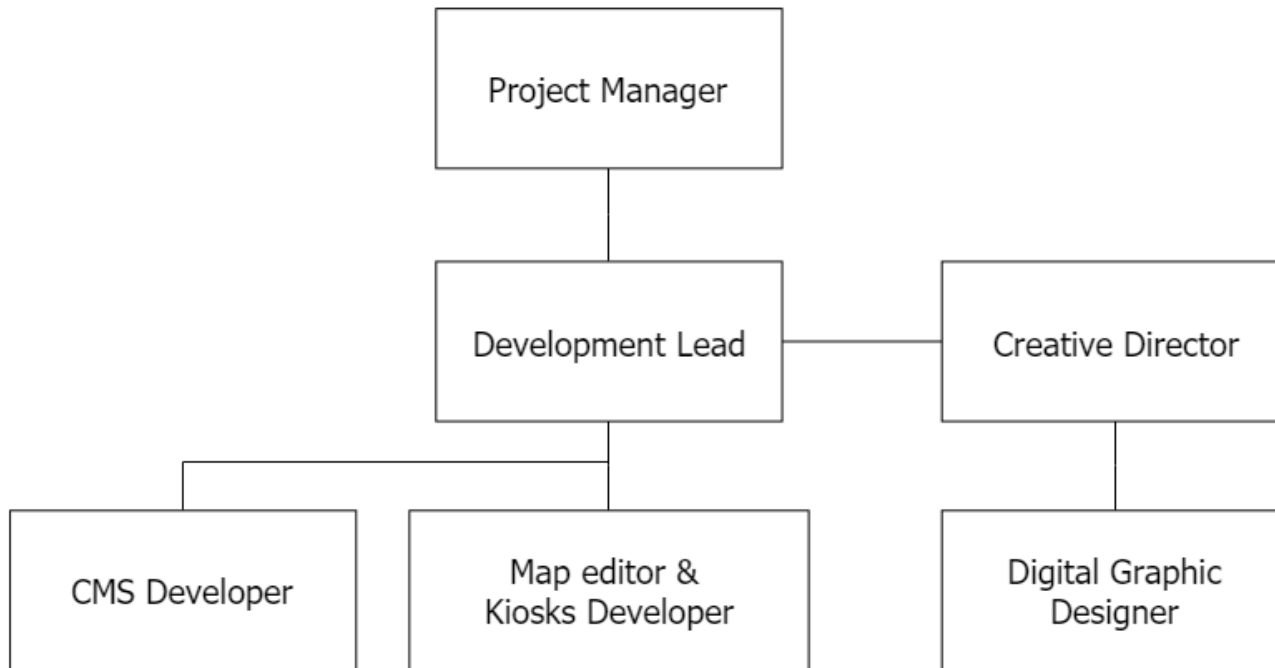 Project Manager
Development Lead
Creative Director
CMS Developer
Map editor &
Kiosks Developer
Digital Graphic
Designer